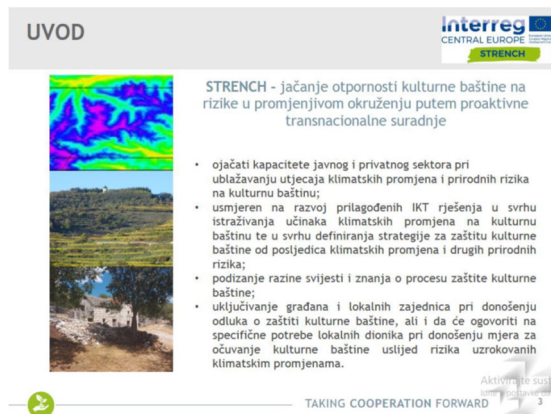 UVOD
Interreg
CENTRAL EUROPE
STRENCH
STRENCH - jačanje otpornosti kulturne baštine na
rizike u promjenjivom okruženju putem proaktivne
transnacionalne suradnje
• ojačati kapacitete javnog i privatnog sektora pri
ublažavanju utjecaja klimatskih promjena i prirodnih rizika
na kulturnu baštinu;
• usmjeren na razvoj prilagođenih IKT rješenja u svrhu
istraživanja učinaka klimatskih promjena na kulturnu
baštinu te u svrhu definiranja strategije za zaštitu kulturne
baštine od posljedica klimatskih promjena i drugih prirodnih
rizika;
• podizanje razine svijesti i znanja o procesu zaštite kulturne
baštine;
• uključivanje građana i lokalnih zajednica pri donošenju
odluka o zaštiti kulturne baštine, ali i da će ogovoriti na
specifične potrebe lokalnih dionika pri donošenju mjera za
očuvanje kulturne baštine uslijed rizika uzrokovanih
klimatskim promjenama.
Aktivirajte sust
TAKING COOPERATION FORWARD
3